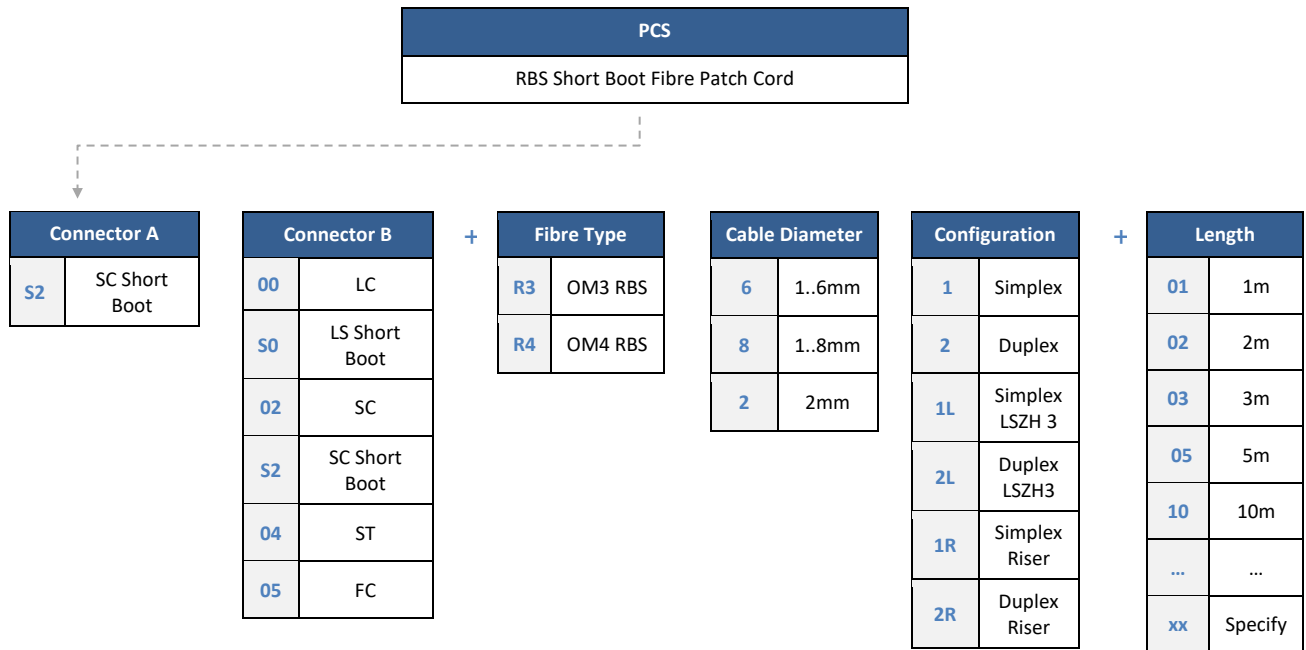 PCS
RBS Short Boot Fibre Patch Cord
Connector A
S2 SC Short
Boot
Connector B
00 LC
S0 LS Short
Boot
02 SC
S2 SC Short
Boot
04 ST
05 FC
+
Fibre Type
R3 OM3 RBS
R4 OM4 RBS
Cable Diameter
6 1..6mm
8 1..8mm
2 2mm
Configuration
1 Simplex
2 Duplex
1L Simplex
LSZH 3
2L Duplex
LSZH3
1R Simplex
Riser
2R Duplex
Riser
+
Length
01 1m
02 2m
03 3m
05 5m
10 10m
... ...
xx Specify